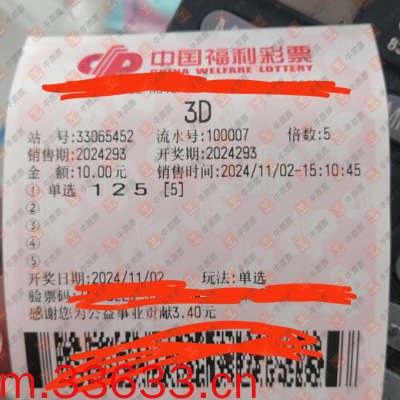 中国福利彩票
CHINA WELFARE LOTTERY
3D
站 号:33065452 流水号:100007 倍数:5
销售期:2024293 开奖期:2024293
金 额:10.00元 销售时间:2024/11/02-15:10:45
① 单选 1 2 5 [5]
②
③
④
⑤
开奖日期:2024/11/02 玩法:单选
验票码:
感谢您为公益事业贡献3.40元
m.33633.cn